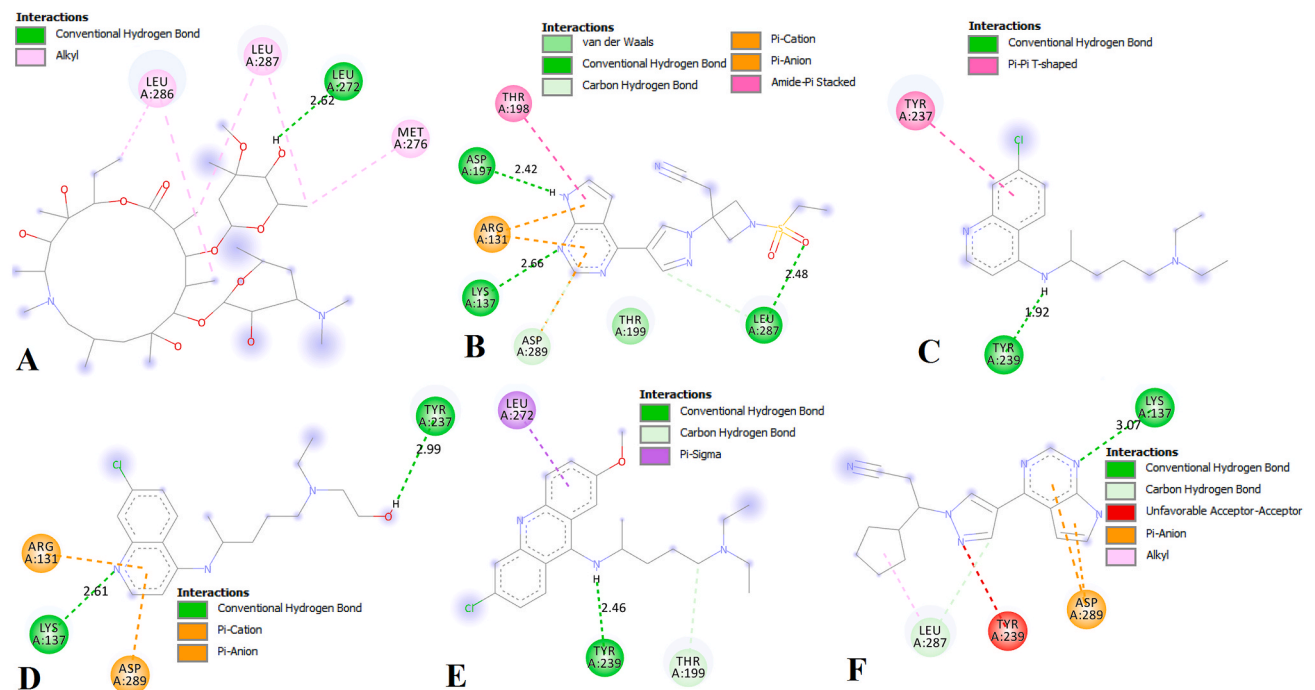 Interactions
Conventional Hydrogen Bond
Alkyl
LEU
A:286
LEU
A:287
LEU
A:272
2.62
MET
A:276
H
O
O
O
O
O
O
O
O
O
O
O
O
N
N
A
Interactions
van der Waals
Conventional Hydrogen Bond
Carbon Hydrogen Bond
Pi-Cation
Pi-Anion
Amide-Pi Stacked
THR
A:198
ASP
A:197
2.42
H
N
ARG
A:131
LYS
A:137
2.66
N
N
ASP
A:289
THR
A:199
LEU
A:287
2.48
N
N
N
N
S
O
O
B
Interactions
Conventional Hydrogen Bond
Pi-Pi T-shaped
TYR
A:237
Cl
N
N
H
N
1.92
TYR
A:239
C
TYR
A:237
2.99
H
O
N
Cl
N
N
ARG
A:131
2.61
LYS
A:137
ASP
A:289
Interactions
Conventional Hydrogen Bond
Pi-Cation
Pi-Anion
D
LEU
A:272
Interactions
Conventional Hydrogen Bond
Carbon Hydrogen Bond
Pi-Sigma
O
N
N
H
N
Cl
2.46
TYR
A:239
THR
A:199
E
LYS
A:137
3.07
N
N
N
N
N
N
Interactions
Conventional Hydrogen Bond
Carbon Hydrogen Bond
Unfavorable Acceptor-Acceptor
Pi-Anion
Alkyl
LEU
A:287
TYR
A:239
ASP
A:289
F